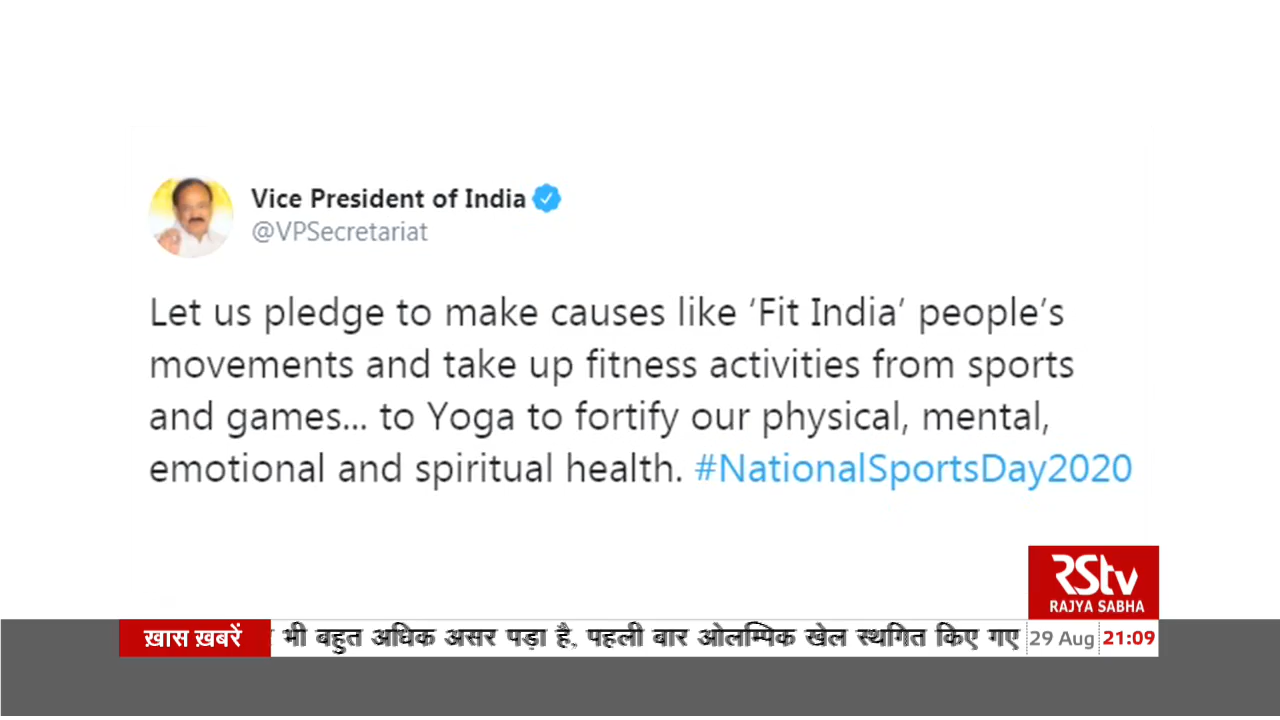 Vice President of India
@VPSecretariat
Let us pledge to make causes like ‘Fit India’ people’s
movements and take up fitness activities from sports
and games... to Yoga to fortify our physical, mental,
emotional and spiritual health. #NationalSportsDay2020
RStv
RAJYA SABHA
ख़ास ख़बरें
भी बहुत अधिक असर पड़ा है, पहली बार ओलम्पिक खेल स्थगित किए गए
29 Aug 21:09